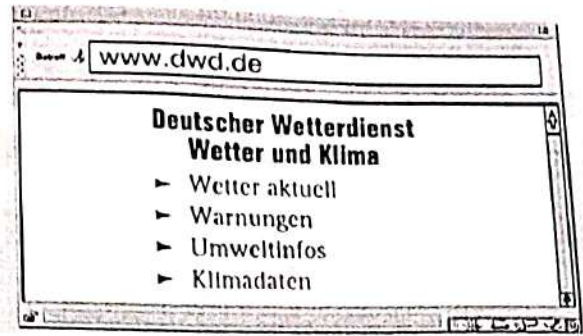 www.dwd.de
Deutscher Wetterdienst
Wetter und Klima
► Wetter aktuell
► Warnungen
► Umweltinfos
► Klimadaten